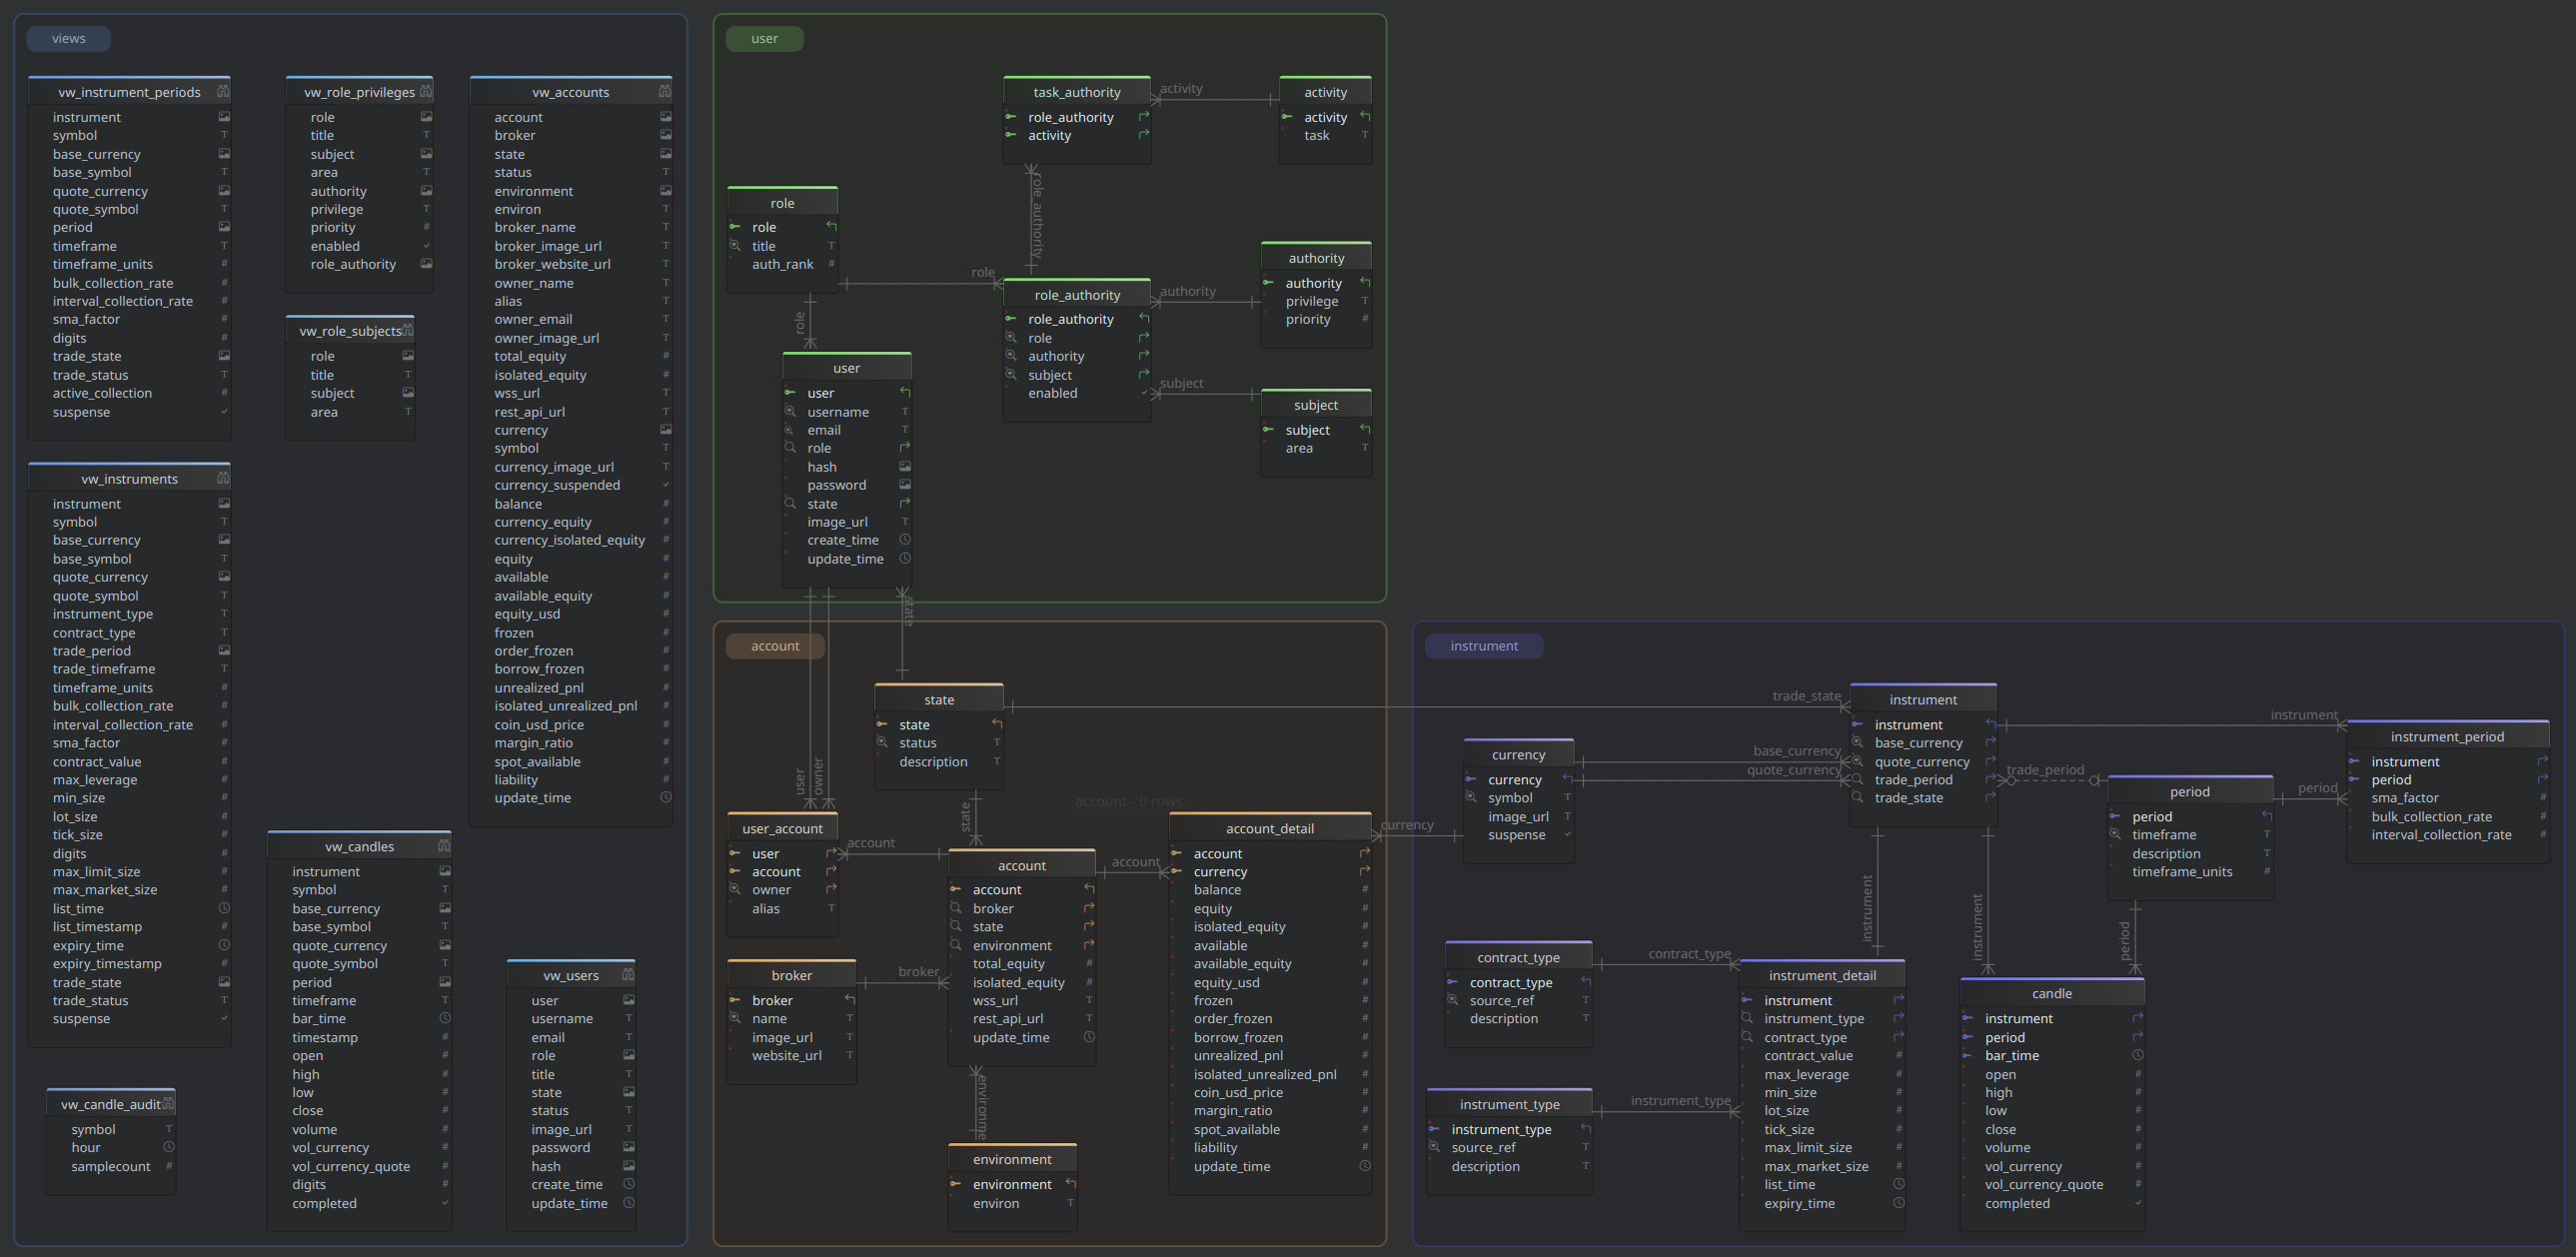 views
vw_instrument_periods
instrument
symbol
base_currency
base_symbol
quote_currency
quote_symbol
period
timeframe
timeframe_units
bulk_collection_rate
interval_collection_rate
sma_factor
digits
trade_state
trade_status
active_collection
suspense
vw_role_privileges
role
title
subject
area
authority
privilege
priority
enabled
role_authority
vw_role_subjects
role
title
subject
area
vw_accounts
account
broker
state
status
environment
environ
broker_name
broker_image_url
broker_website_url
owner_name
alias
owner_email
owner_image_url
total_equity
isolated_equity
wss_url
rest_api_url
currency
symbol
currency_image_url
currency_suspended
balance
currency_equity
currency_isolated_equity
equity
available
available_equity
equity_usd
frozen
order_frozen
borrow_frozen
unrealized_pnl
isolated_unrealized_pnl
coin_usd_price
margin_ratio
spot_available
liability
update_time
vw_instruments
instrument
symbol
base_currency
base_symbol
quote_currency
quote_symbol
instrument_type
contract_type
trade_period
trade_timeframe
timeframe_units
bulk_collection_rate
interval_collection_rate
sma_factor
contract_value
max_leverage
min_size
lot_size
tick_size
digits
max_limit_size
max_market_size
list_time
list_timestamp
expiry_time
expiry_timestamp
trade_state
trade_status
suspense
vw_candles
instrument
symbol
base_currency
base_symbol
quote_currency
quote_symbol
period
timeframe
bar_time
timestamp
open
high
low
close
volume
vol_currency
vol_currency_quote
digits
completed
vw_users
user
username
email
role
title
state
status
image_url
password
hash
create_time
update_time
vw_candle_audit
symbol
hour
samplecount
user
task_authority
role_authority
activity
activity
activity
activity
task
role_authority
role
role
title
auth_rank
role
role
role_authority
role_authority
role
authority
subject
enabled
authority
authority
authority
privilege
priority
subject
subject
subject
area
user
user
username
email
role
hash
password
state
image_url
create_time
update_time
state
user
owner
account
state
state
status
description
state
account - 0 rows.
user_account
user
account
owner
alias
account
account
account
broker
state
environment
total_equity
isolated_equity
wss_url
rest_api_url
update_time
account
broker
broker
name
image_url
website_url
broker
environme
environment
environment
environ
account_detail
account
currency
balance
equity
isolated_equity
available
available_equity
equity_usd
frozen
order_frozen
borrow_frozen
unrealized_pnl
isolated_unrealized_pnl
coin_usd_price
margin_ratio
spot_available
liability
update_time
currency
instrument
trade_state
instrument
instrument
base_currency
quote_currency
trade_period
trade_state
currency
currency
symbol
image_url
suspense
base_currency
quote_currency
instrument
instrument_period
instrument
period
sma_factor
bulk_collection_rate
interval_collection_rate
trade_period
period
period
timeframe
description
timeframe_units
period
period
instrument
instrument
contract_type
contract_type
source_ref
description
contract_type
instrument_type
instrument_type
source_ref
description
instrument_type
instrument_detail
instrument
instrument_type
contract_type
contract_value
max_leverage
min_size
lot_size
tick_size
max_limit_size
max_market_size
list_time
expiry_time
candle
instrument
period
bar_time
open
high
low
close
volume
vol_currency
vol_currency_quote
completed